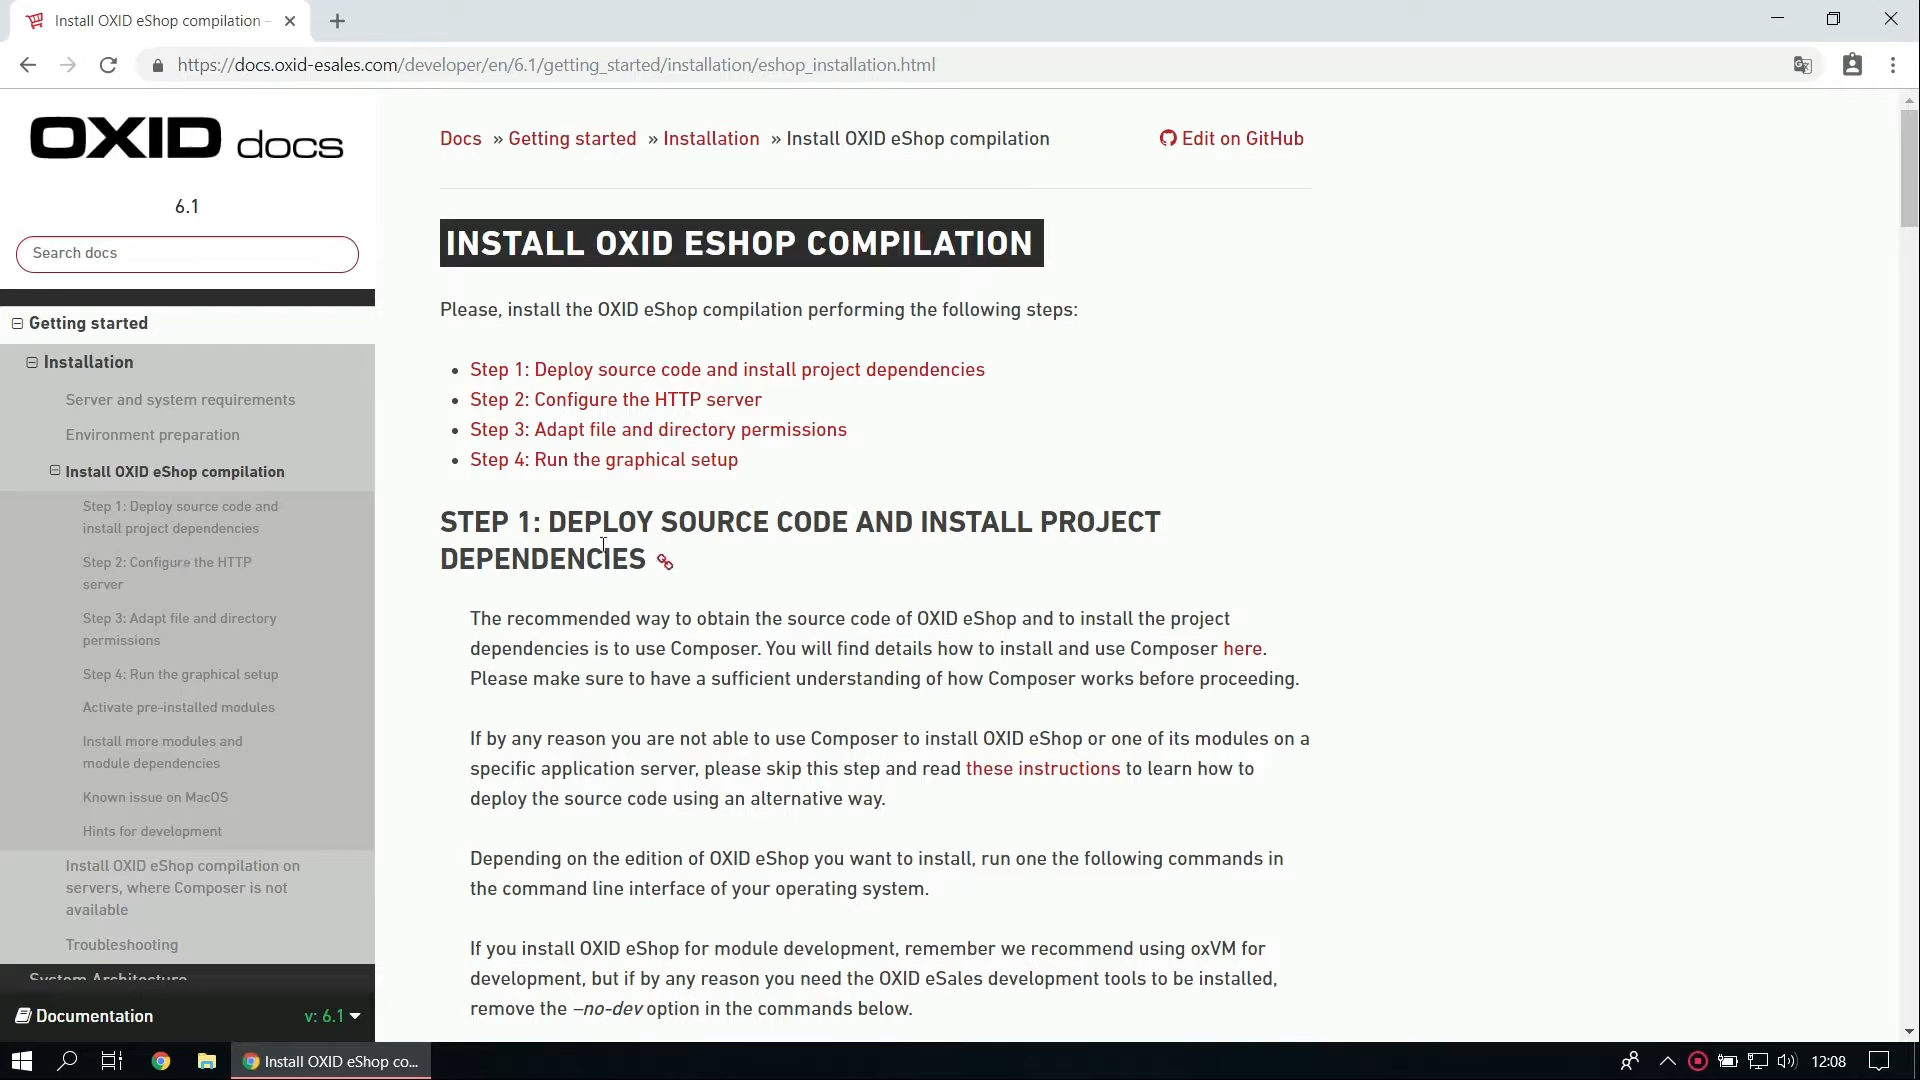 Install OXID eShop compilation –
https://docs.oxid-esales.com/developer/en/6.1/getting_started/installation/eshop_installation.html
OXID docs
6.1
Search docs
Getting started
Installation
Server and system requirements
Environment preparation
Install OXID eShop compilation
Step 1: Deploy source code and
install project dependencies
Step 2: Configure the HTTP
server
Step 3: Adapt file and directory
permissions
Step 4: Run the graphical setup
Activate pre-installed modules
Install more modules and
module dependencies
Known issue on MacOS
Hints for development
Install OXID eShop compilation on
servers, where Composer is not
available
Troubleshooting
System Architecture
Documentation v: 6.1
Docs » Getting started » Installation » Install OXID eShop compilation Edit on GitHub
INSTALL OXID ESHOP COMPILATION
Please, install the OXID eShop compilation performing the following steps:
• Step 1: Deploy source code and install project dependencies
• Step 2: Configure the HTTP server
• Step 3: Adapt file and directory permissions
• Step 4: Run the graphical setup
STEP 1: DEPLOY SOURCE CODE AND INSTALL PROJECT
DEPENDENCIES
The recommended way to obtain the source code of OXID eShop and to install the project
dependencies is to use Composer. You will find details how to install and use Composer here.
Please make sure to have a sufficient understanding of how Composer works before proceeding.
If by any reason you are not able to use Composer to install OXID eShop or one of its modules on a
specific application server, please skip this step and read these instructions to learn how to
deploy the source code using an alternative way.
Depending on the edition of OXID eShop you want to install, run one the following commands in
the command line interface of your operating system.
If you install OXID eShop for module development, remember we recommend using oxVM for
development, but if by any reason you need the OXID eSales development tools to be installed,
remove the –no-dev option in the commands below.
Install OXID eShop co...
12:08